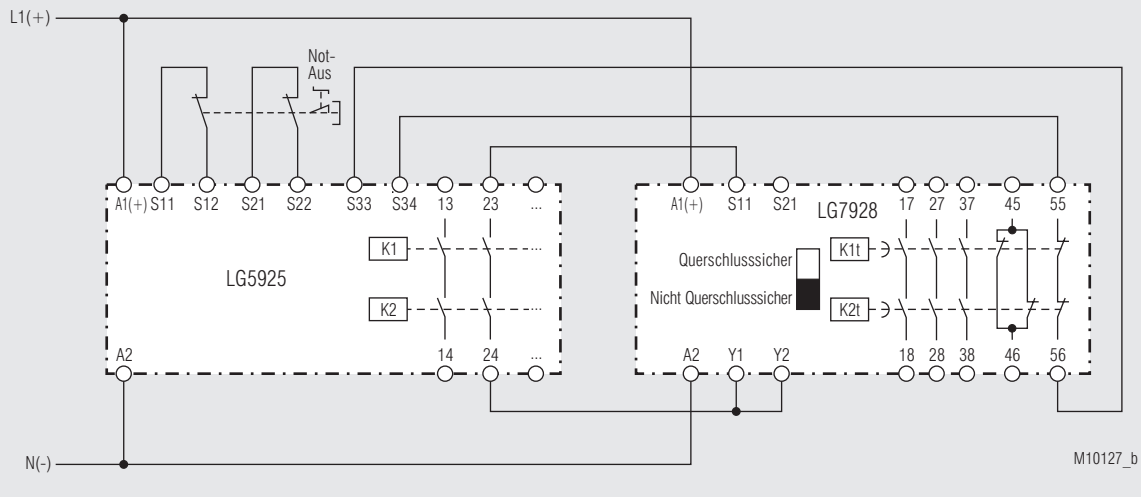 L1(+)
Not-
Aus
A1(+) S11 S12 S21 S22 S33 S34 13 23 ...
A1(+) S11 S21 17 27 37 45 55
LG7928
K1 ...
Querschlusssicher
K1t
LG5925
Nicht Querschlusssicher
K2 ...
K2t
A2 14 24 ...
A2 Y1 Y2 18 28 38 46 56
N(-)
M10127_b